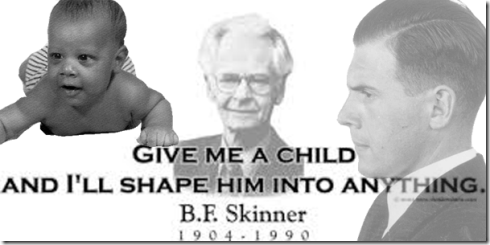 GIVE ME A CHILD
AND I'LL SHAPE HIM INTO ANYTHING.
B.F. Skinner
1904-1990